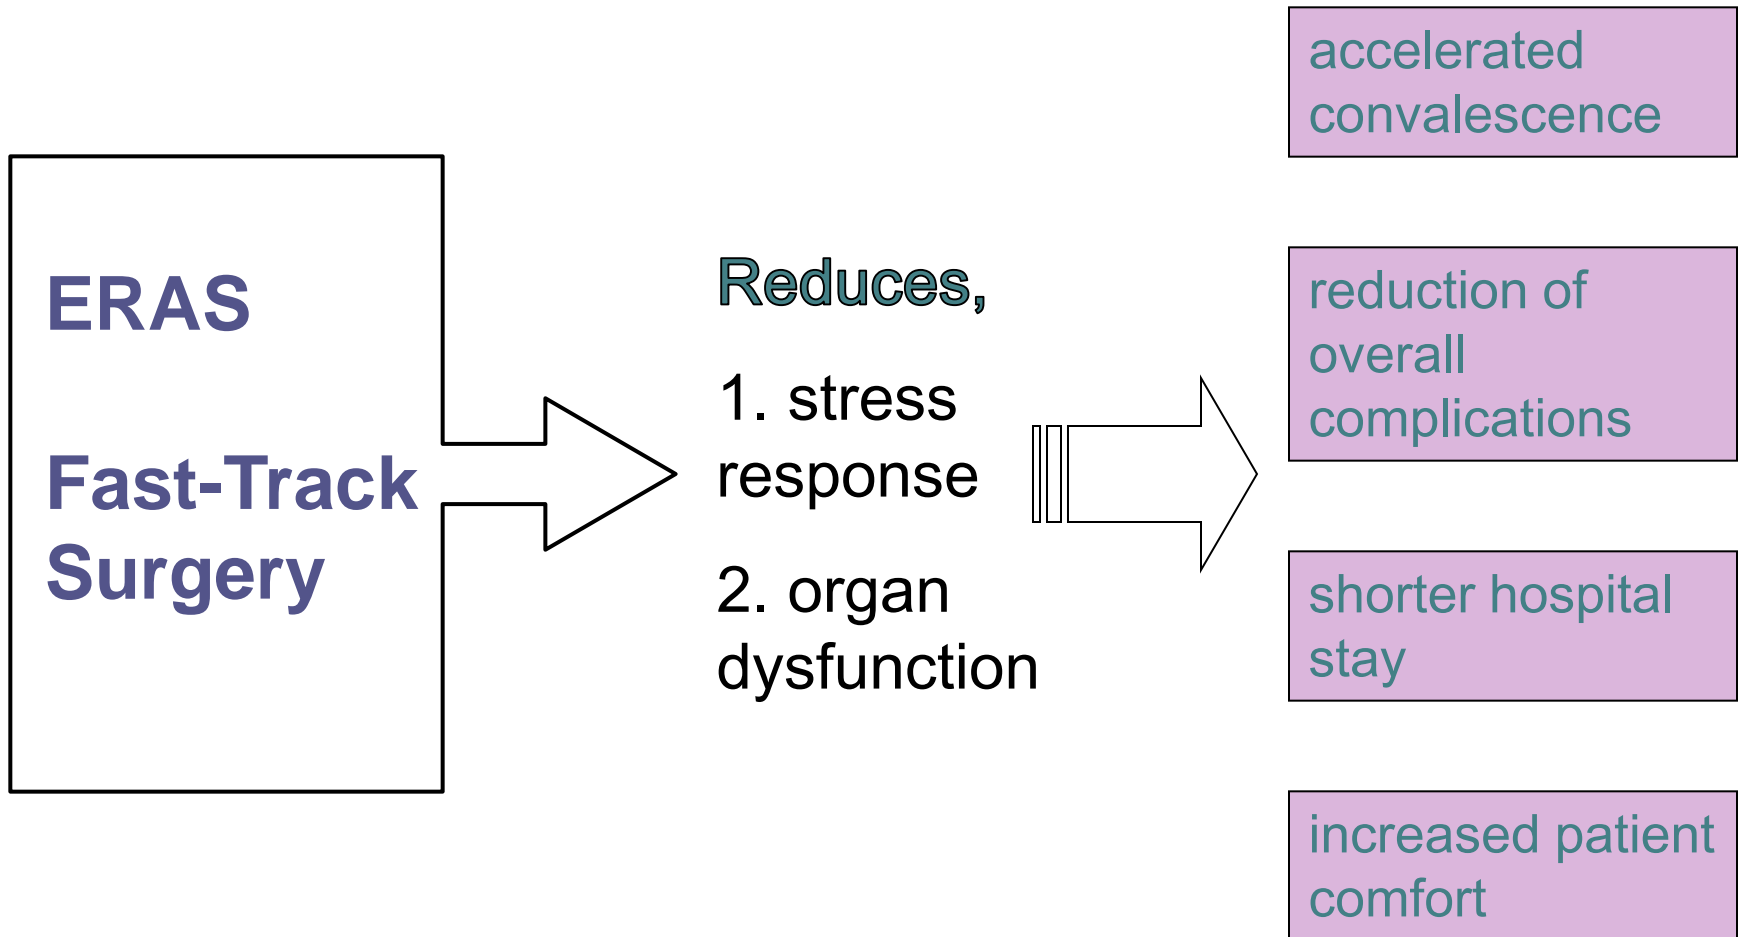 ERAS
Fast-Track
Surgery
Reduces,
1. stress
response
2. organ
dysfunction
accelerated
convalescence
reduction of
overall
complications
shorter hospital
stay
increased patient
comfort